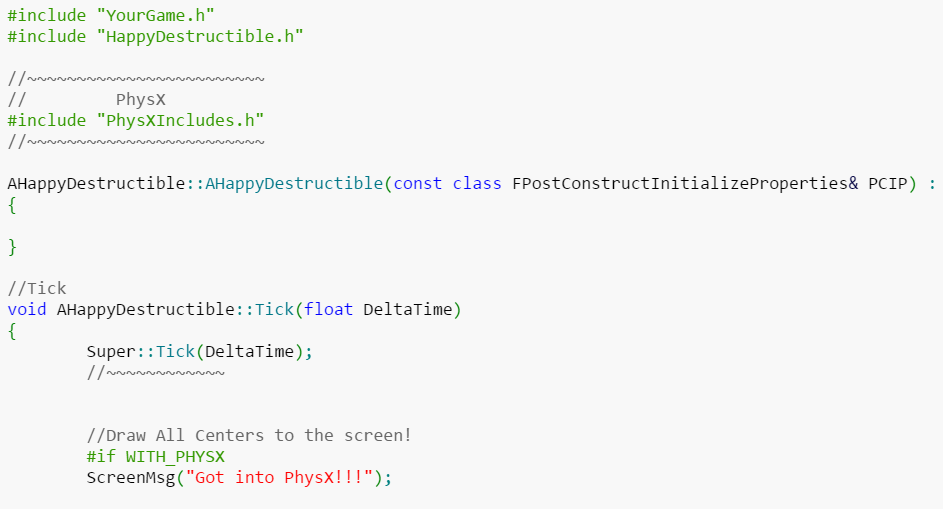 #include "YourGame.h"
#include "HappyDestructible.h"
//~~~~~~~~~~~~~~~~~~~~~~~~
// PhysX
#include "PhysXIncludes.h"
//~~~~~~~~~~~~~~~~~~~~~~~~
AHappyDestructible::AHappyDestructible(const class FPostConstructInitializeProperties& PCIP) :
{
}
//Tick
void AHappyDestructible::Tick(float DeltaTime)
{
Super::Tick(DeltaTime);
//~~~~~~~~~~~~
//Draw All Centers to the screen!
#if WITH_PHYSX
ScreenMsg("Got into PhysX!!!");